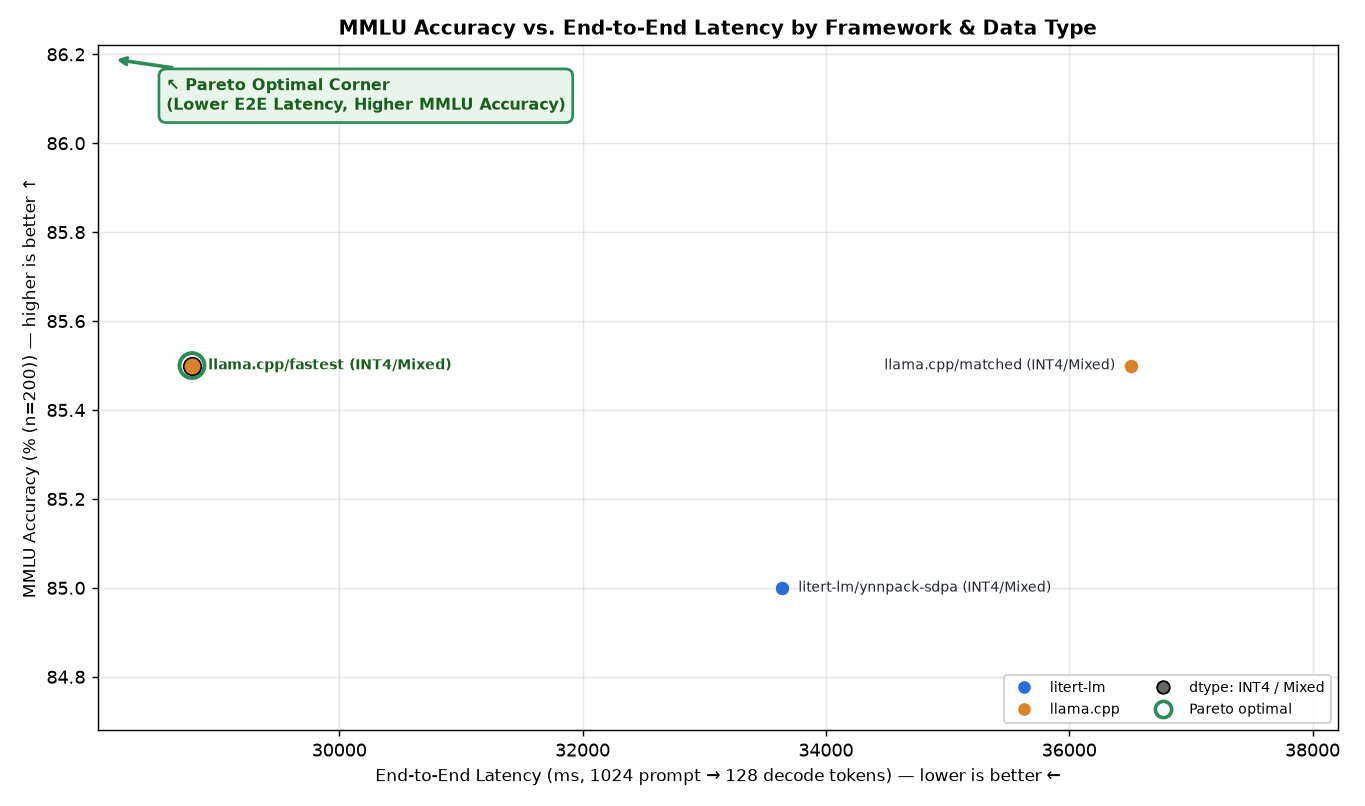 MMLU Accuracy vs. End-to-End Latency by Framework & Data Type
86.2
↖ Pareto Optimal Corner
(Lower E2E Latency, Higher MMLU Accuracy)
86.0
85.8
85.6
llama.cpp/fastest (INT4/Mixed)
llama.cpp/matched (INT4/Mixed)
85.4
85.2
85.0
litert-lm/ynnpack-sdpa (INT4/Mixed)
84.8
MMLU Accuracy (% (n=200)) — higher is better ↑
litert-lm
llama.cpp
dtype: INT4 / Mixed
Pareto optimal
30000
32000
34000
36000
38000
End-to-End Latency (ms, 1024 prompt → 128 decode tokens) — lower is better ←